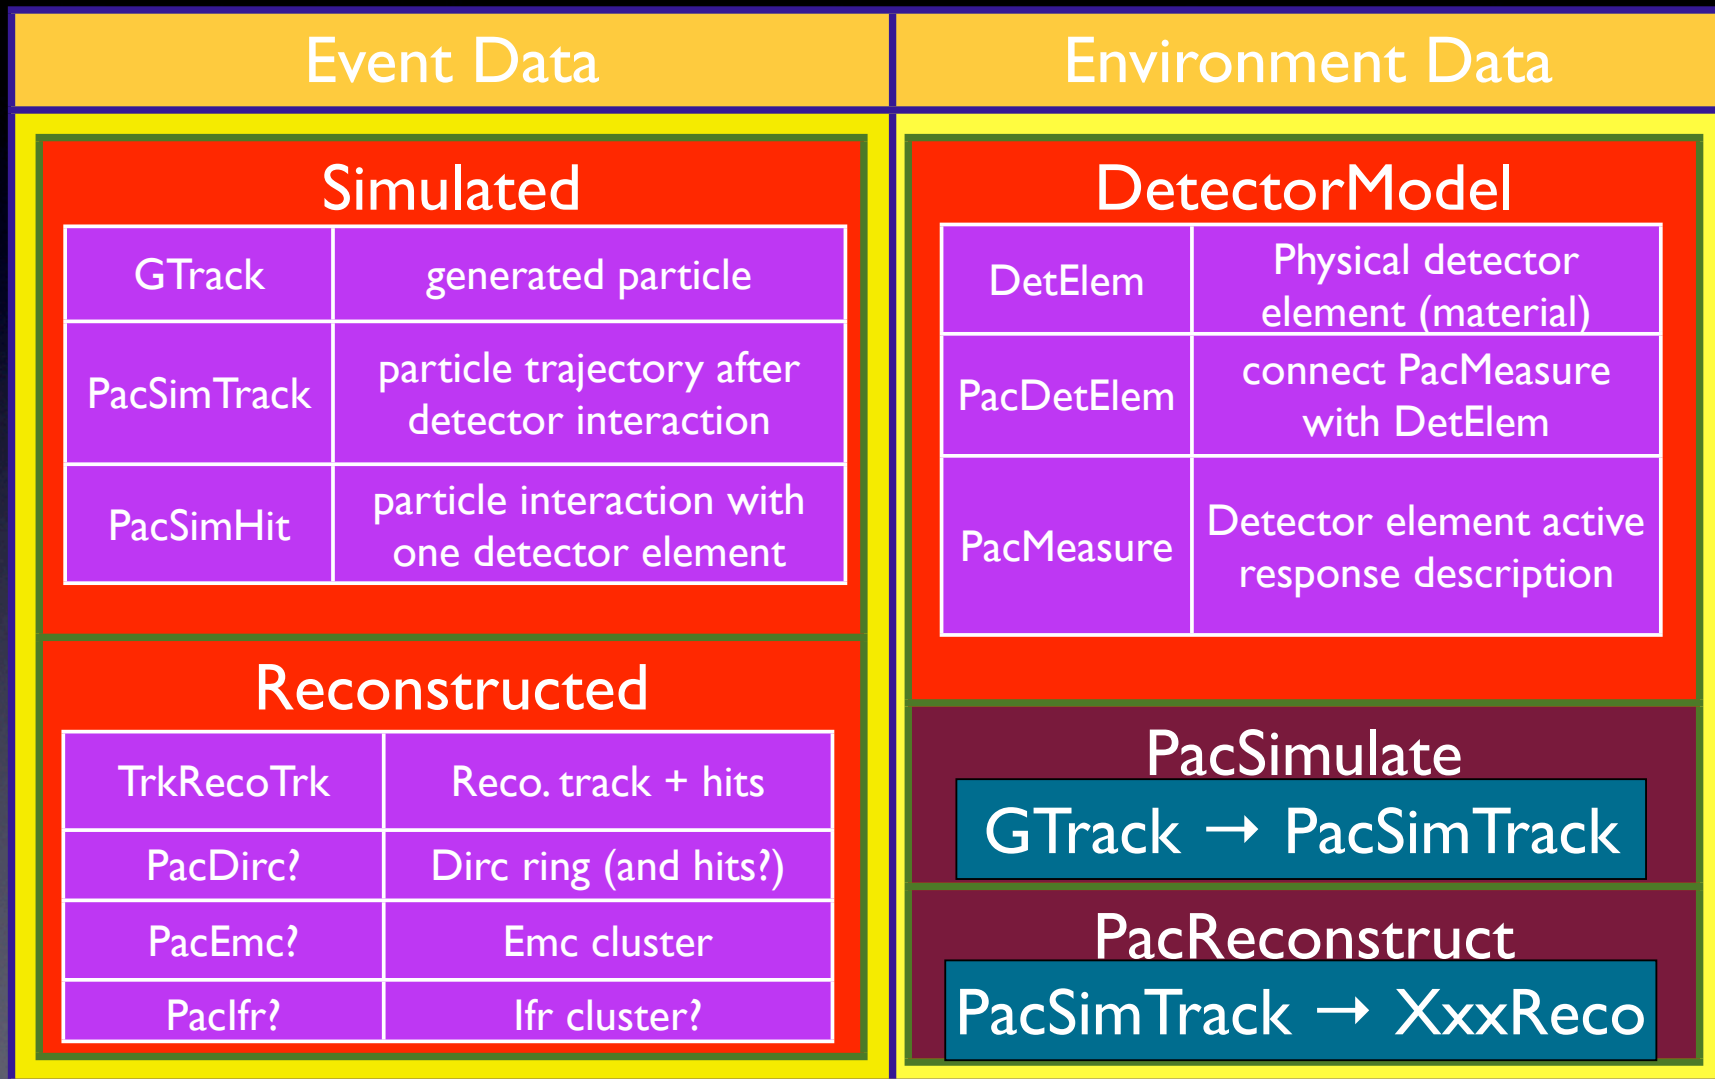 Event Data
Simulated
GTrack
generated particle
PacSimTrack
particle trajectory after
detector interaction
PacSimHit
particle interaction with
one detector element
Reconstructed
TrkRecoTrk
Reco. track + hits
PacDirc?
Dirc ring (and hits?)
PacEmc?
Emc cluster
PacIfr?
Ifr cluster?
Environment Data
DetectorModel
DetElem
Physical detector
element (material)
PacDetElem
connect PacMeasure
with DetElem
PacMeasure
Detector element active
response description
PacSimulate
GTrack → PacSimTrack
PacReconstruct
PacSimTrack → XxxReco